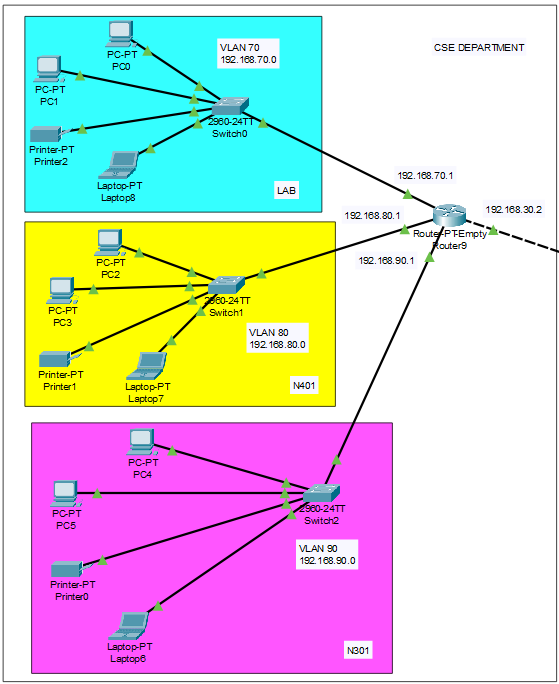 CSE DEPARTMENT
VLAN 70
192.168.70.0
PC-PT
PC0
PC-PT
PC1
2960-24TT
Switch0
Printer-PT
Printer2
Laptop-PT
Laptop8
LAB
192.168.70.1
192.168.80.1
192.168.30.2
Router-PT-Empty
Router9
192.168.90.1
PC-PT
PC2
PC-PT
PC3
2960-24TT
Switch1
VLAN 80
192.168.80.0
Printer-PT
Printer1
Laptop-PT
Laptop7
N401
PC-PT
PC4
PC-PT
PC5
2960-24TT
Switch2
VLAN 90
192.168.90.0
Printer-PT
Printer0
Laptop-PT
Laptop6
N301